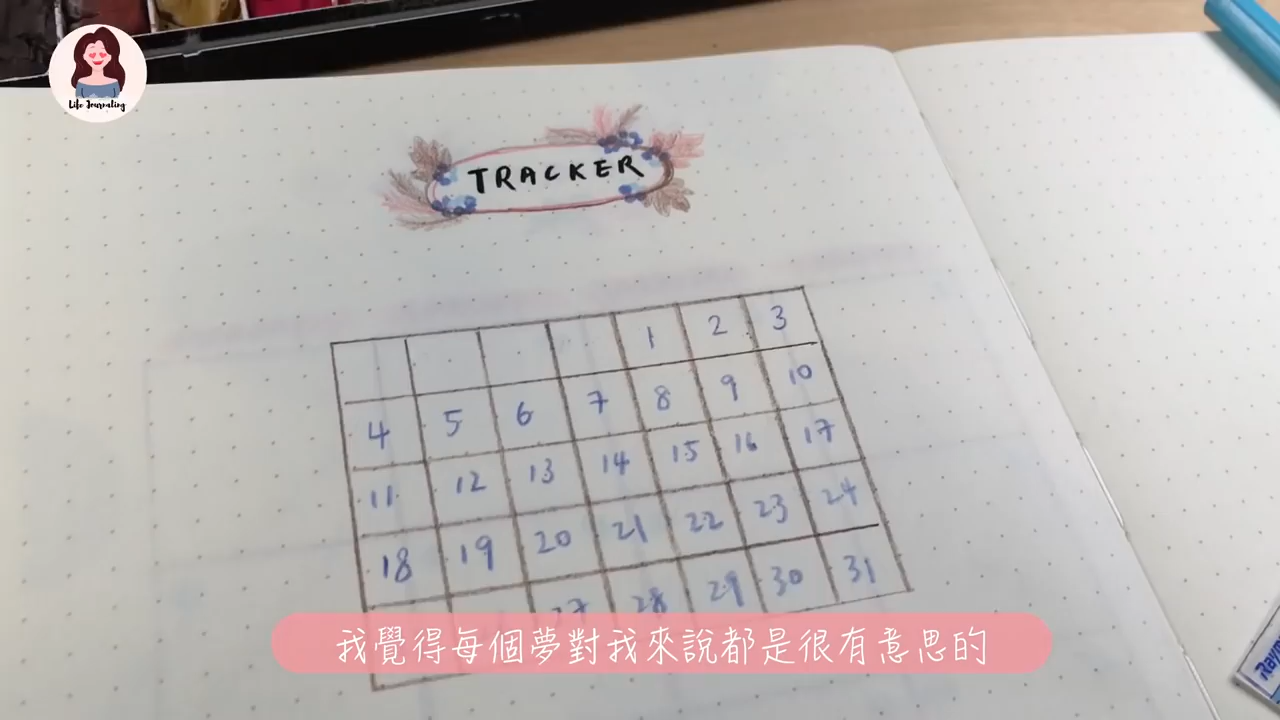 Life Journaling
TRACKER
1 2 3
4 5 6 7 8 9 10
11 12 13 14 15 16 17
18 19 20 21 22 23 24
27 28 29 30 31
我覺得每個夢對我來說都是很有意思的